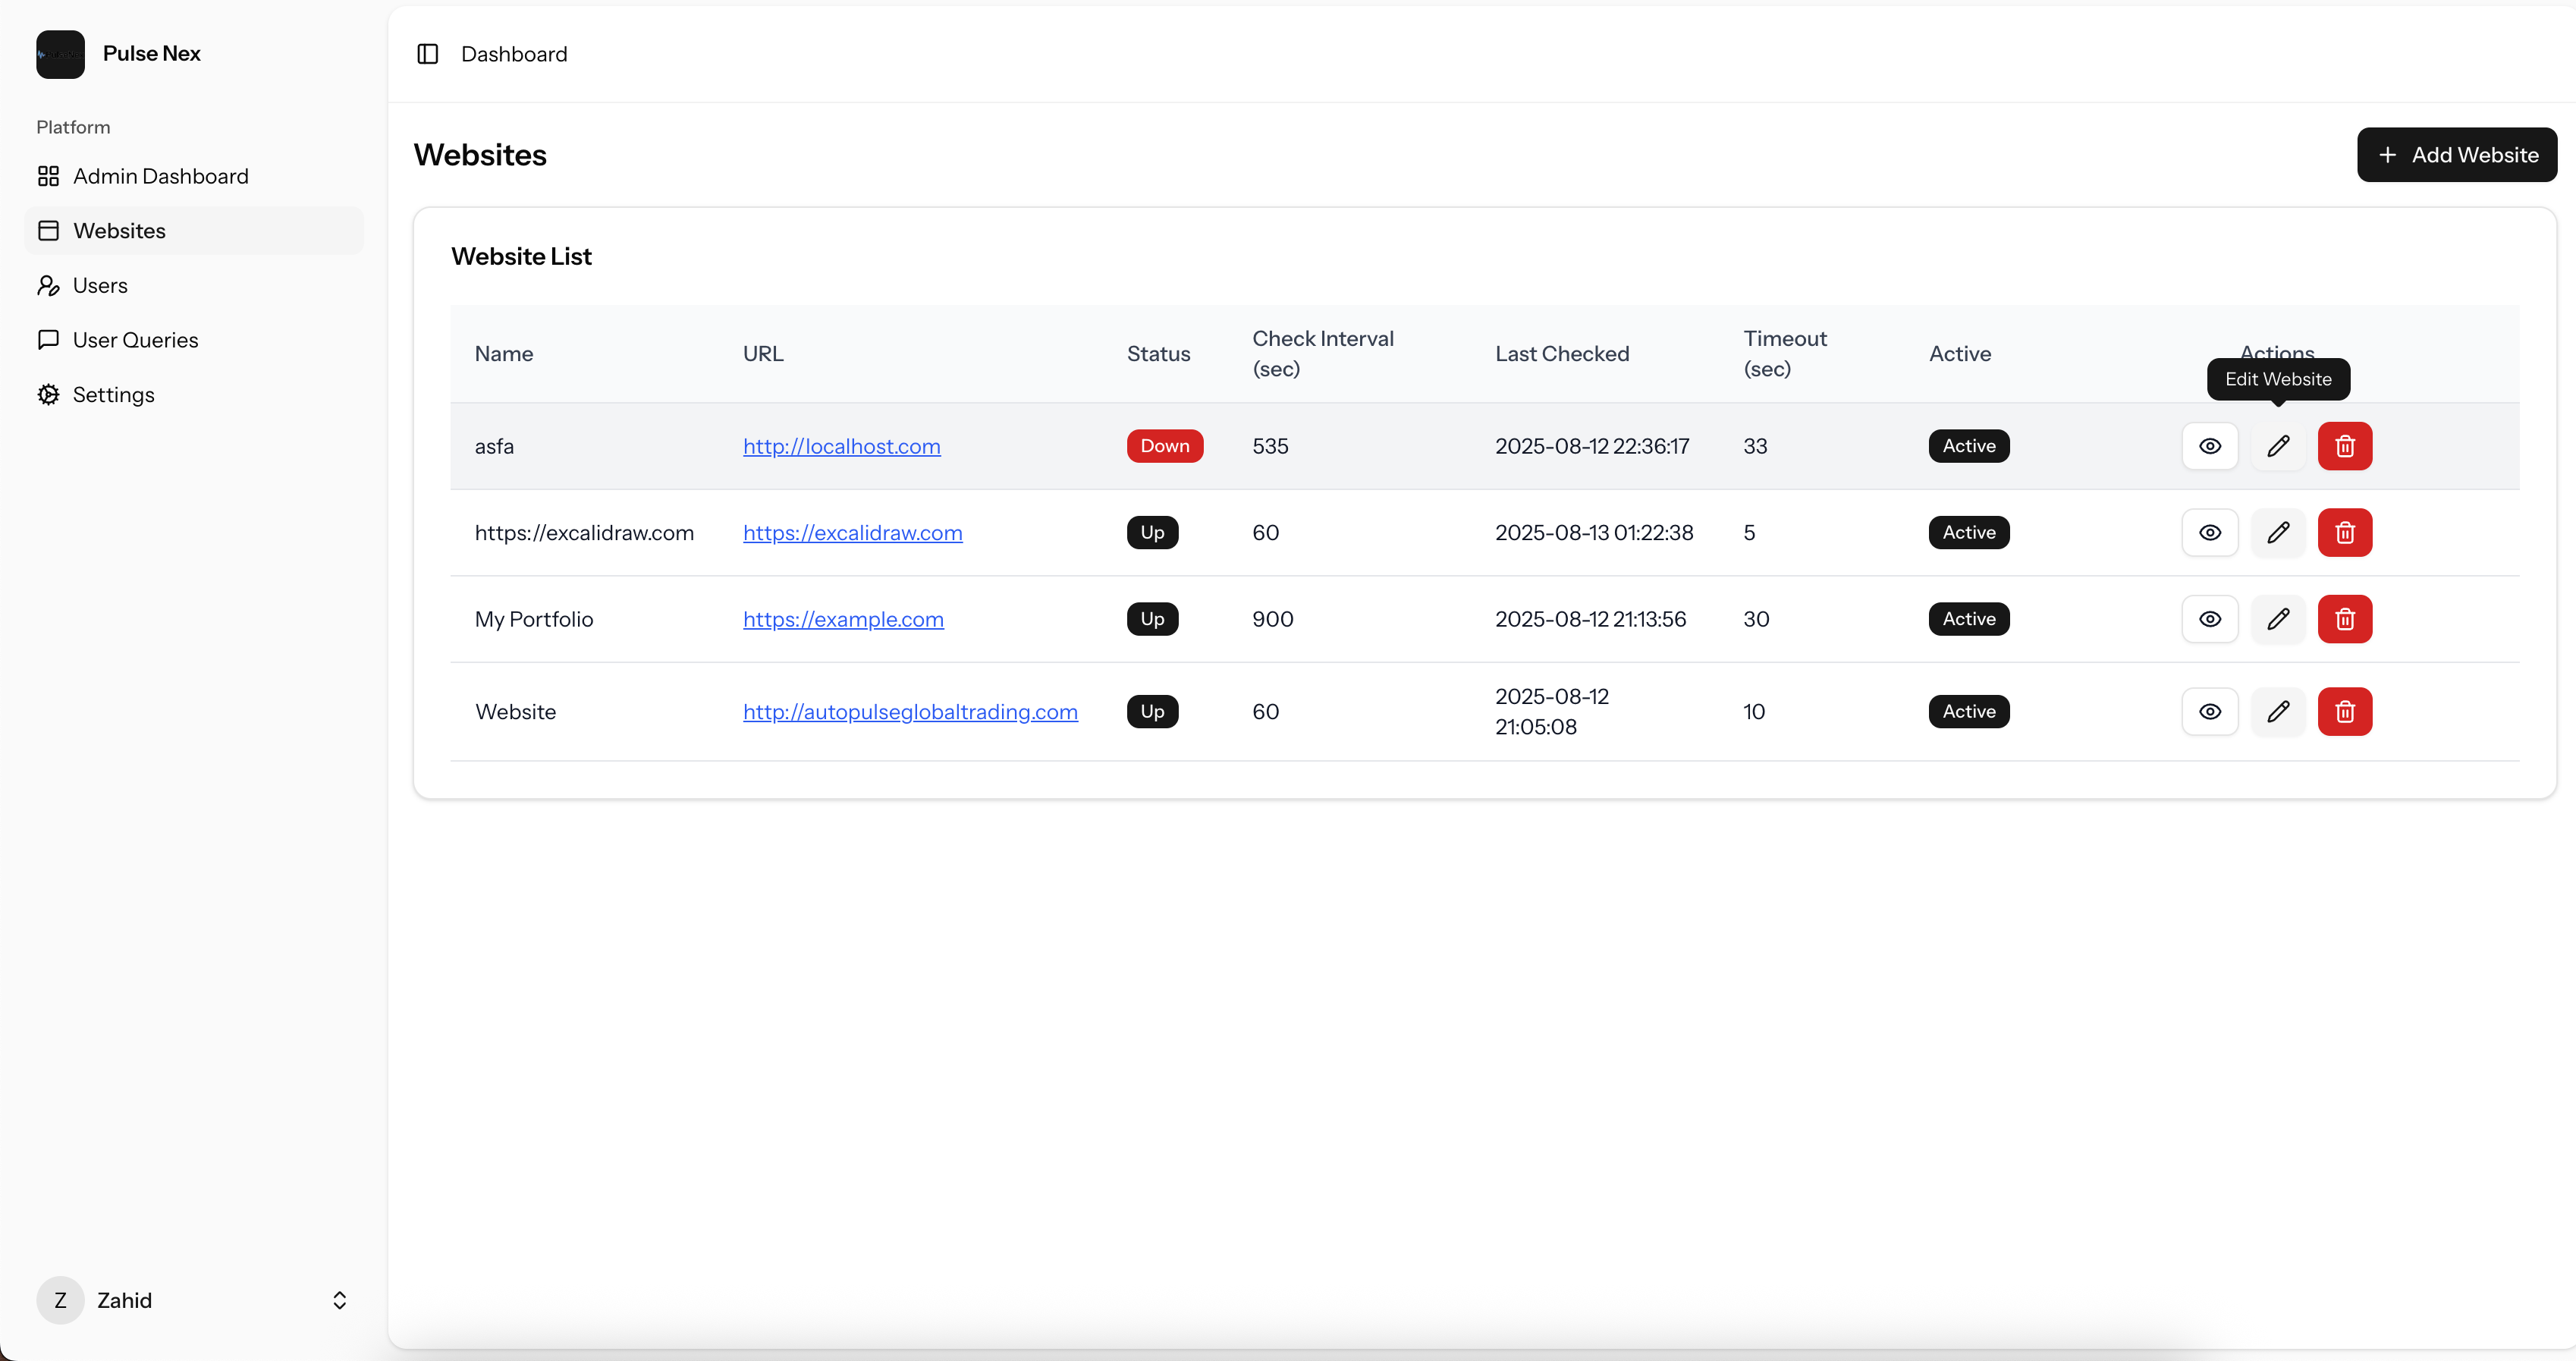 Pulse Nex
Platform
Admin Dashboard
Websites
Users
User Queries
Settings
Z Zahid
Dashboard
Websites
Add Website
Website List
Name URL Status Check Interval (sec) Last Checked Timeout (sec) Active Actions
Edit Website
asfa http://localhost.com Down 535 2025-08-12 22:36:17 33 Active
https://excalidraw.com https://excalidraw.com Up 60 2025-08-13 01:22:38 5 Active
My Portfolio https://example.com Up 900 2025-08-12 21:13:56 30 Active
Website http://autopulseglobaltrading.com Up 60 2025-08-12 21:05:08 10 Active